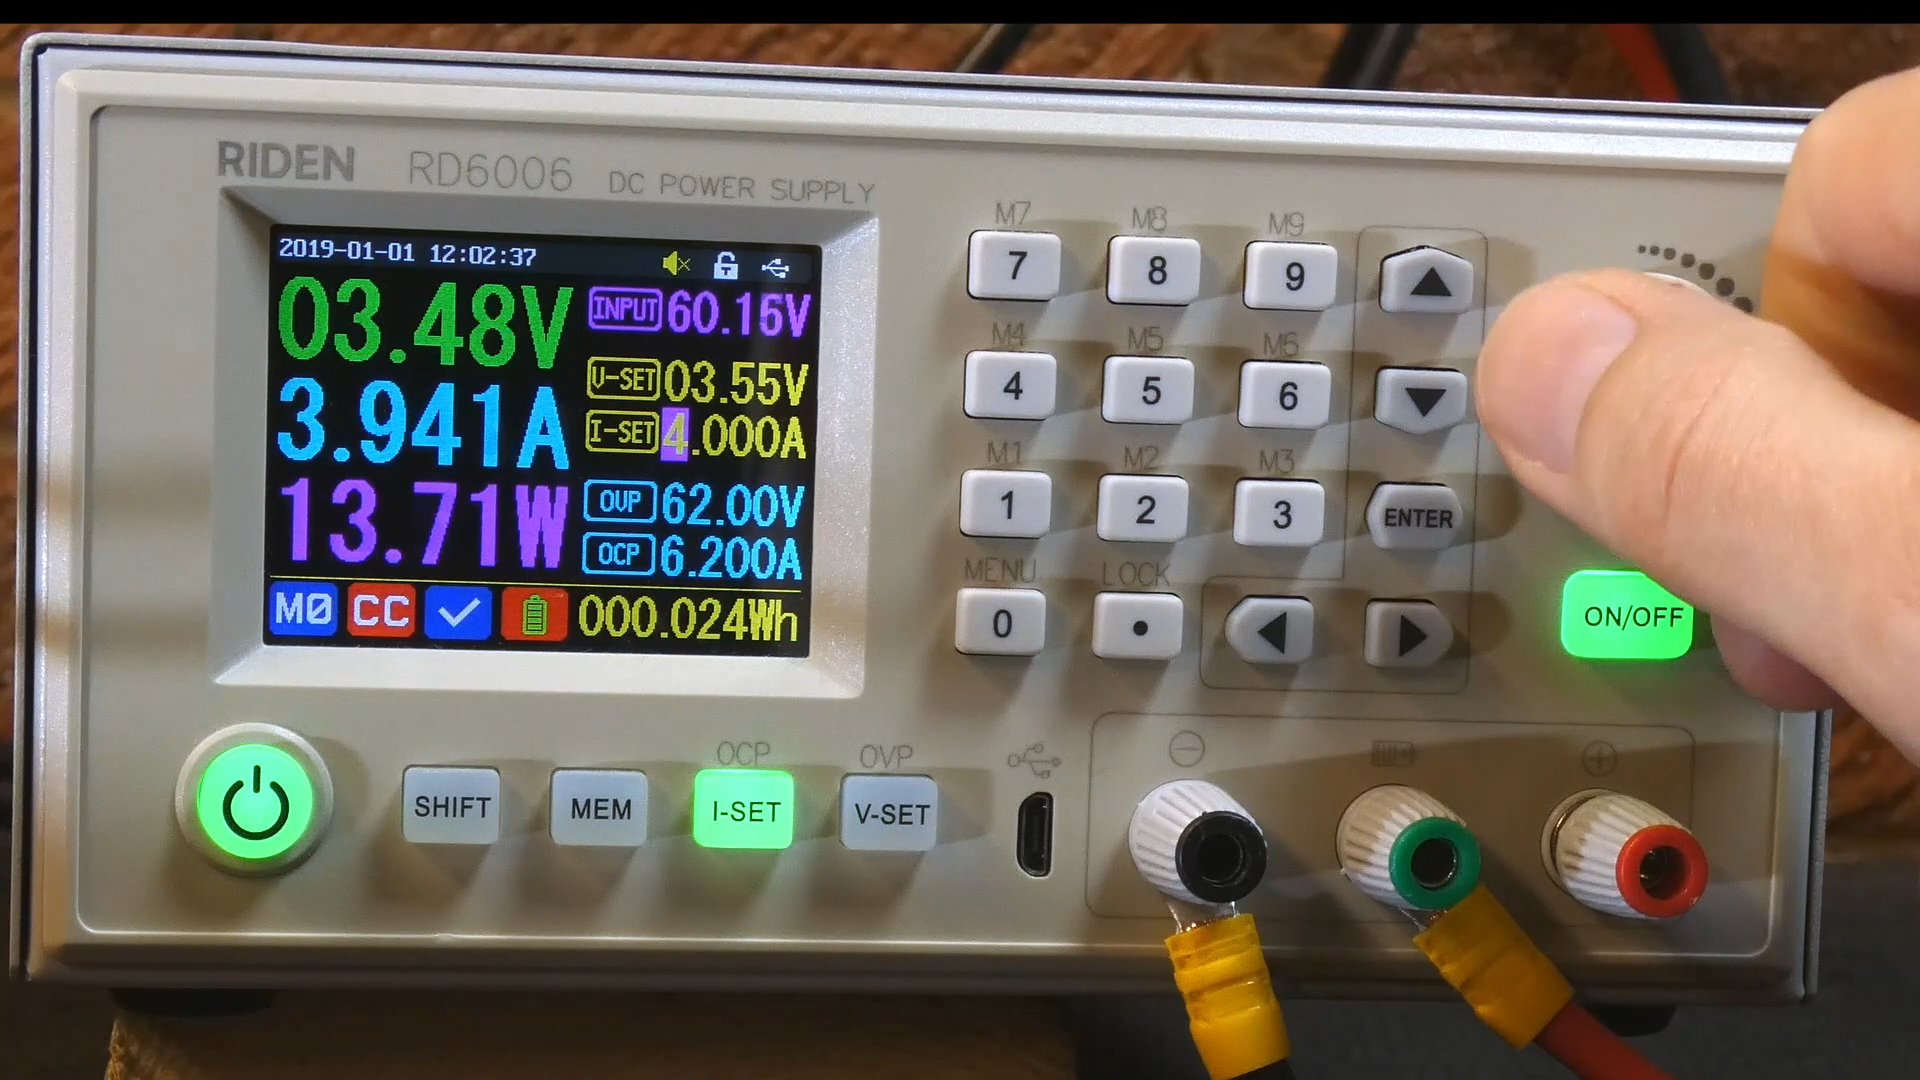 RIDEN RD6006 DC POWER SUPPLY
2019-01-01 12:02:37
03.48V
INPUT 60.15V
V-SET 03.55V
3.941A
I-SET 4.000A
13.71W
OVP 62.00V
OCP 6.200A
M0 CC 000.024Wh
M7 M8 M9
7 8 9
M4 M5 M6
4 5 6
M1 M2 M3
1 2 3 ENTER
MENU LOCK
0 •
ON/OFF
OCP OVP
SHIFT MEM I-SET V-SET